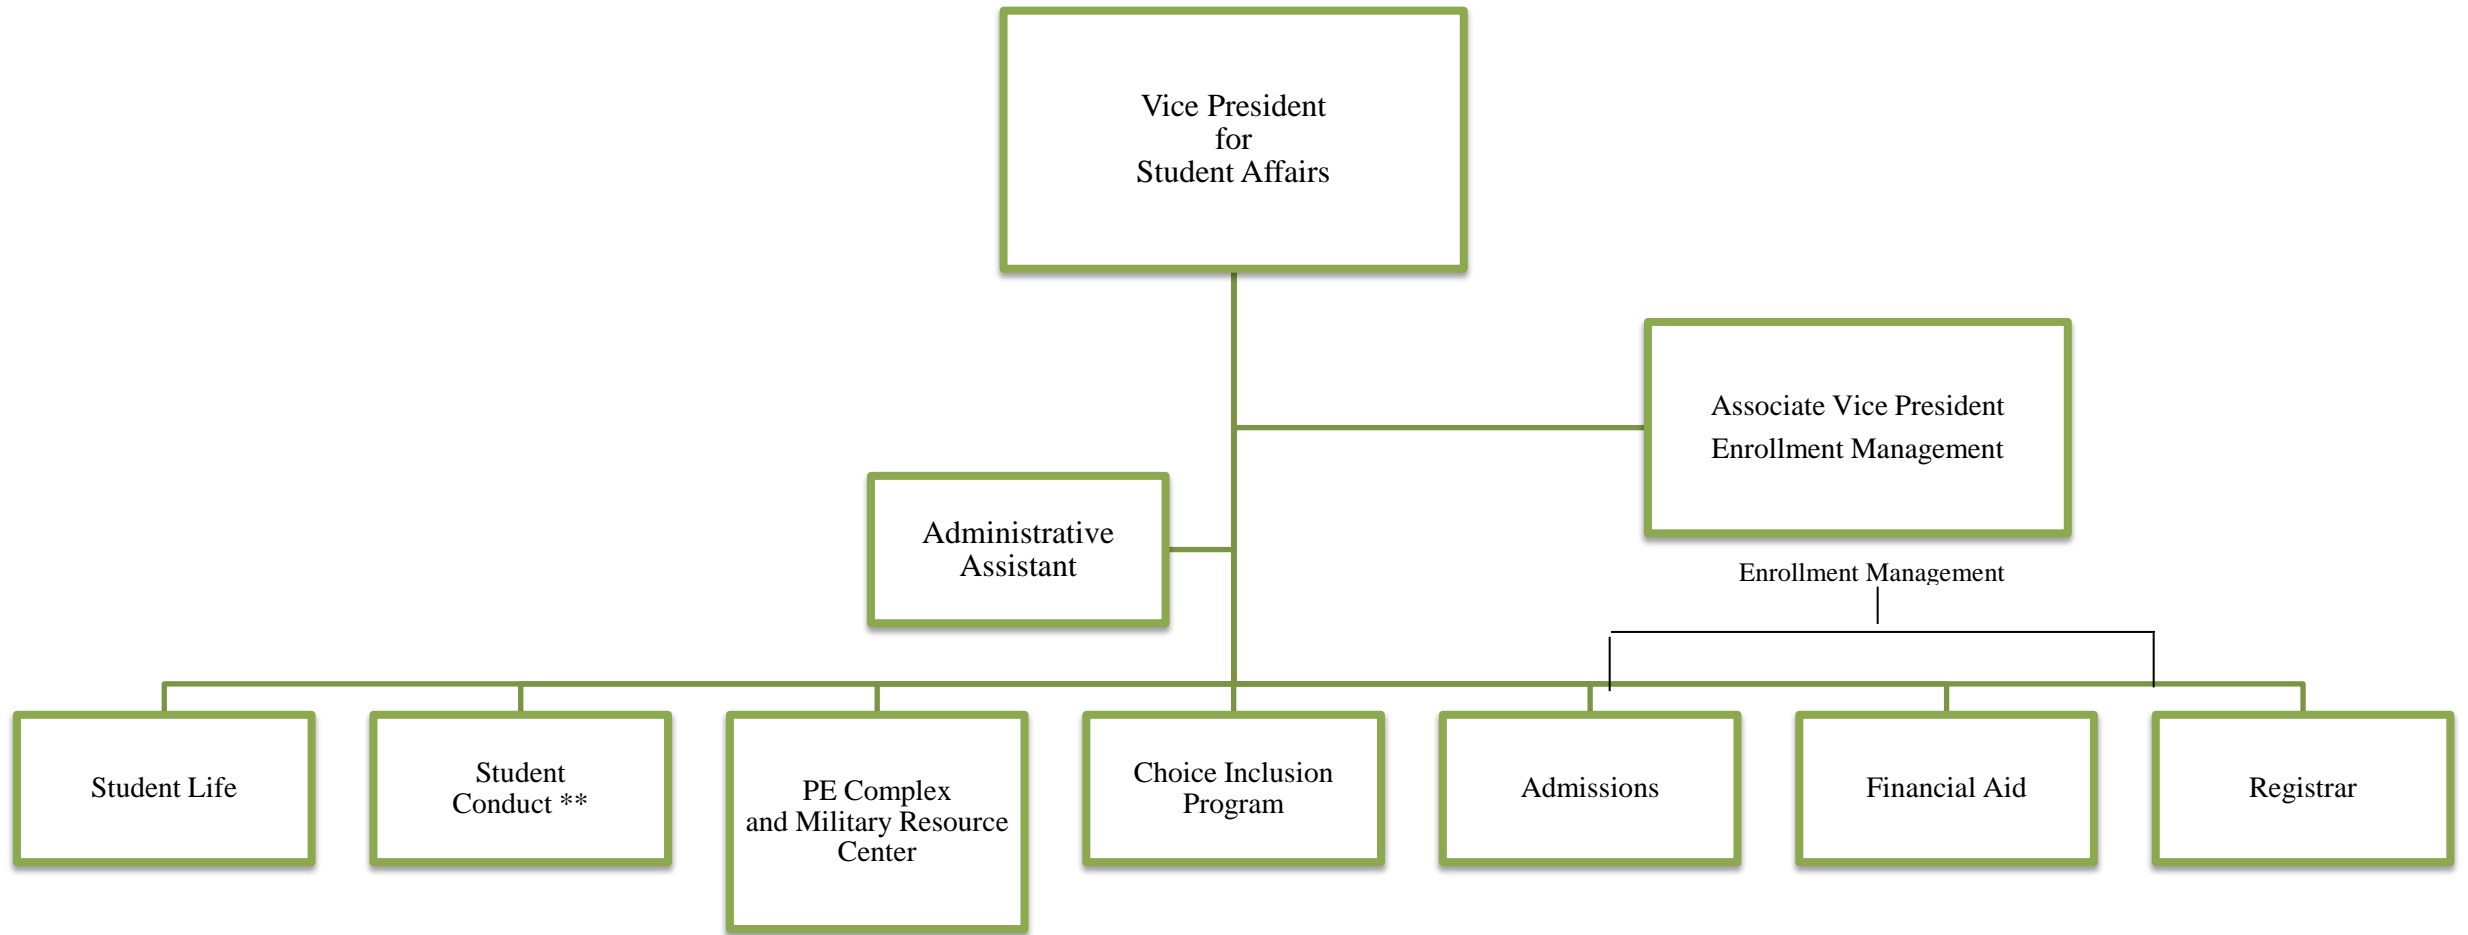 Vice President
for
Student Affairs
Associate Vice President
Enrollment Management
Administrative
Assistant
Enrollment Management
Student Life
Student
Conduct **
PE Complex
and Military Resource
Center
Choice Inclusion
Program
Admissions
Financial Aid
Registrar